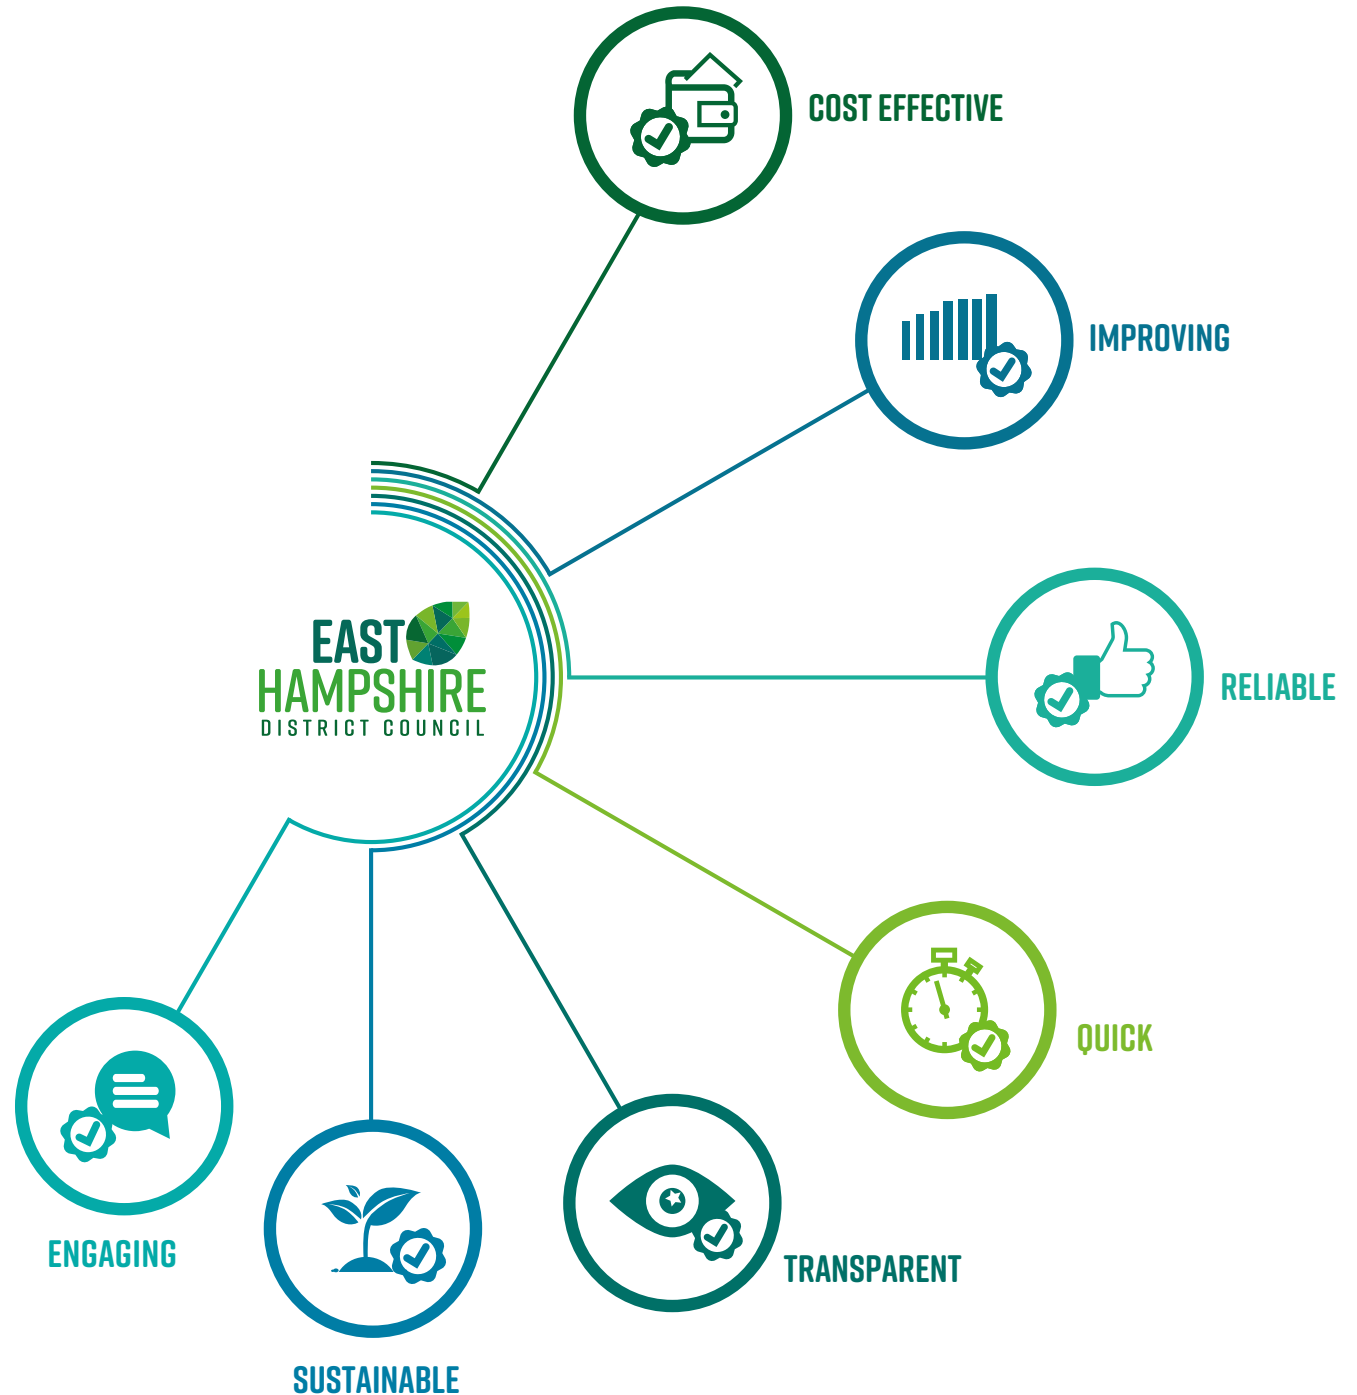 COST EFFECTIVE
IMPROVING
EAST
HAMPSHIRE
DISTRICT COUNCIL
RELIABLE
QUICK
TRANSPARENT
ENGAGING
SUSTAINABLE